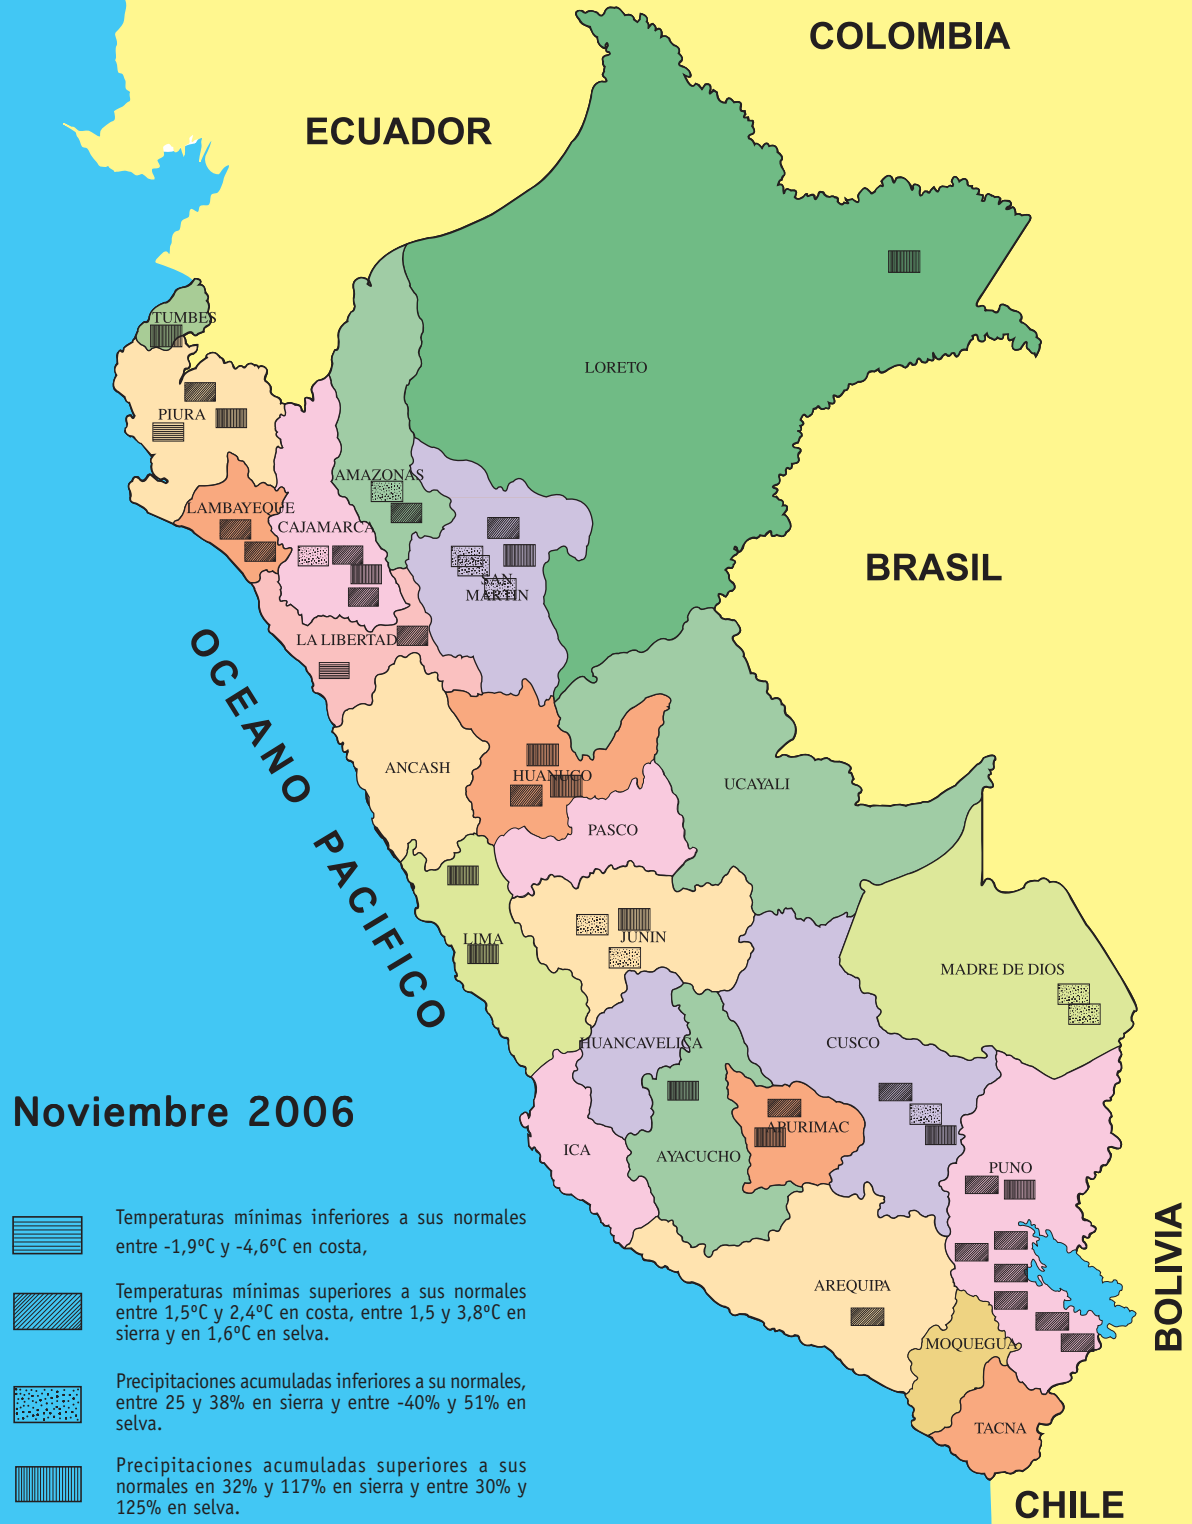 COLOMBIA
ECUADOR
TUMBES
LORETO
PIURA
AMAZONAS
LAMBAYEQUE
CAJAMARCA
BRASIL
SAN
MARTIN
LA LIBERTAD
OCEANO PACIFICO
ANCASH
HUANUCO
UCAYALI
PASCO
LIMA
JUNIN
MADRE DE DIOS
HUANCAVELICA
CUSCO
Noviembre 2006
ICA
AYACUCHO
APURIMAC
PUNO
AREQUIPA
MOQUEGUA
BOLIVIA
TACNA
CHILE
Temperaturas mínimas inferiores a sus normales
entre -1,9ºC y -4,6ºC en costa,
Temperaturas mínimas superiores a sus normales
entre 1,5ºC y 2,4ºC en costa, entre 1,5 y 3,8ºC en
sierra y en 1,6ºC en selva.
Precipitaciones acumuladas inferiores a su normales,
entre 25 y 38% en sierra y entre -40% y 51% en
selva.
Precipitaciones acumuladas superiores a sus
normales en 32% y 117% en sierra y entre 30% y
125% en selva.